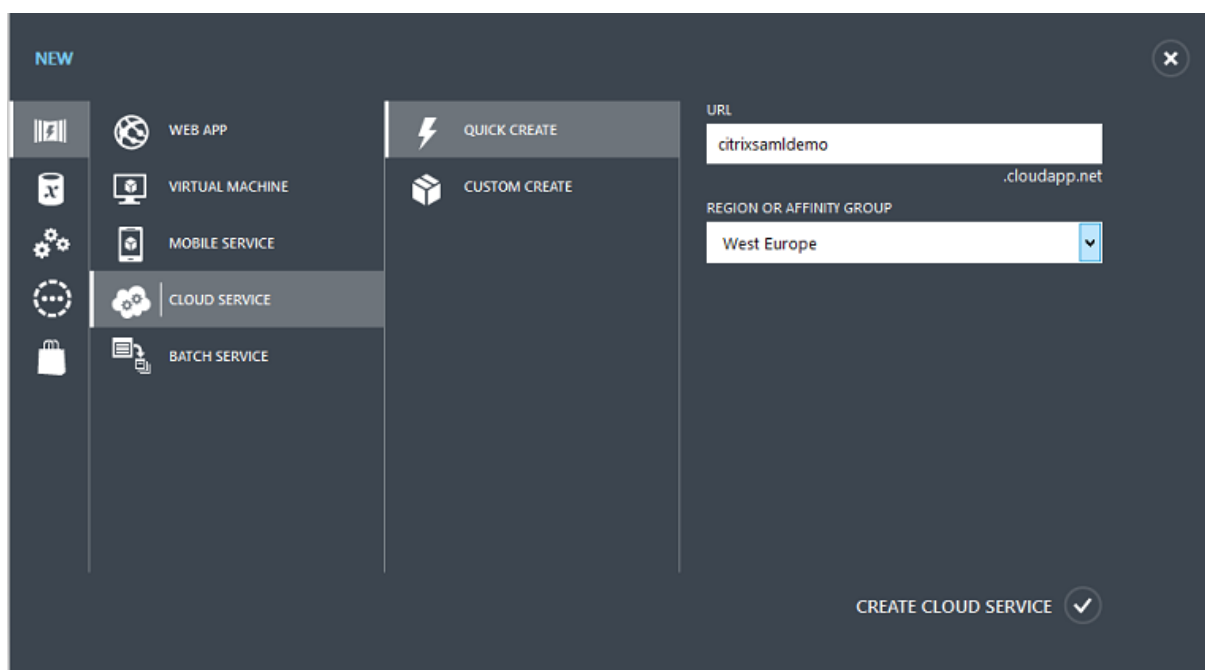 NEW
WEB APP
VIRTUAL MACHINE
MOBILE SERVICE
CLOUD SERVICE
BATCH SERVICE
QUICK CREATE
CUSTOM CREATE
URL
citrixsamldemo
.cloudapp.net
REGION OR AFFINITY GROUP
West Europe
CREATE CLOUD SERVICE